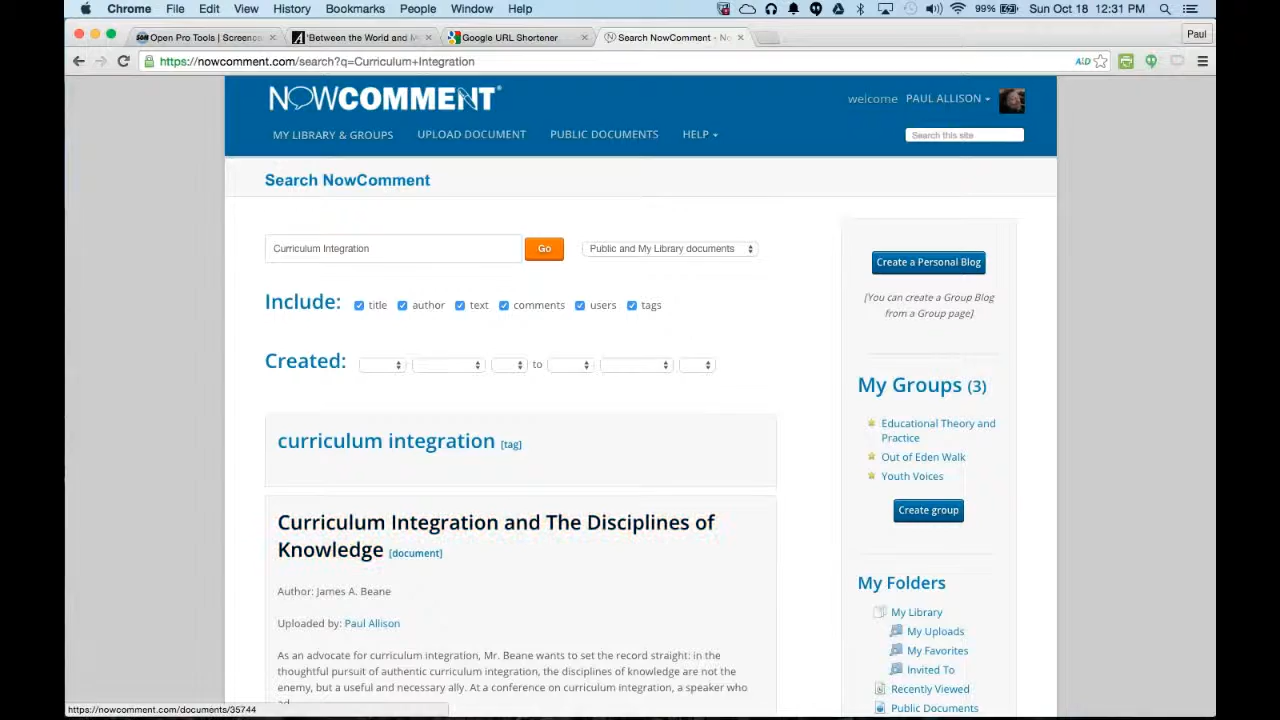 Chrome File Edit View History Bookmarks People Window Help 99% Sun Oct 18 12:31 PM
Open Pro Tools | Screenc × 'Between the World and M × Google URL Shortener × Search NowComment - No × Paul
https://nowcomment.com/search?q=Curriculum+Integration
NOWCOMMENT® welcome PAUL ALLISON
MY LIBRARY & GROUPS UPLOAD DOCUMENT PUBLIC DOCUMENTS HELP Search this site
Search NowComment
Curriculum Integration Go Public and My Library documents
Include: title author text comments users tags
Created: to
curriculum integration [tag]
Curriculum Integration and The Disciplines of
Knowledge [document]
Author: James A. Beane
Uploaded by: Paul Allison
As an advocate for curriculum integration, Mr. Beane wants to set the record straight: in the
thoughtful pursuit of authentic curriculum integration, the disciplines of knowledge are not the
enemy, but a useful and necessary ally. At a conference on curriculum integration, a speaker who
Create a Personal Blog
[You can create a Group Blog
from a Group page]
My Groups (3)
Educational Theory and
Practice
Out of Eden Walk
Youth Voices
Create group
My Folders
My Library
My Uploads
My Favorites
Invited To
Recently Viewed
Public Documents
https://nowcomment.com/documents/35744